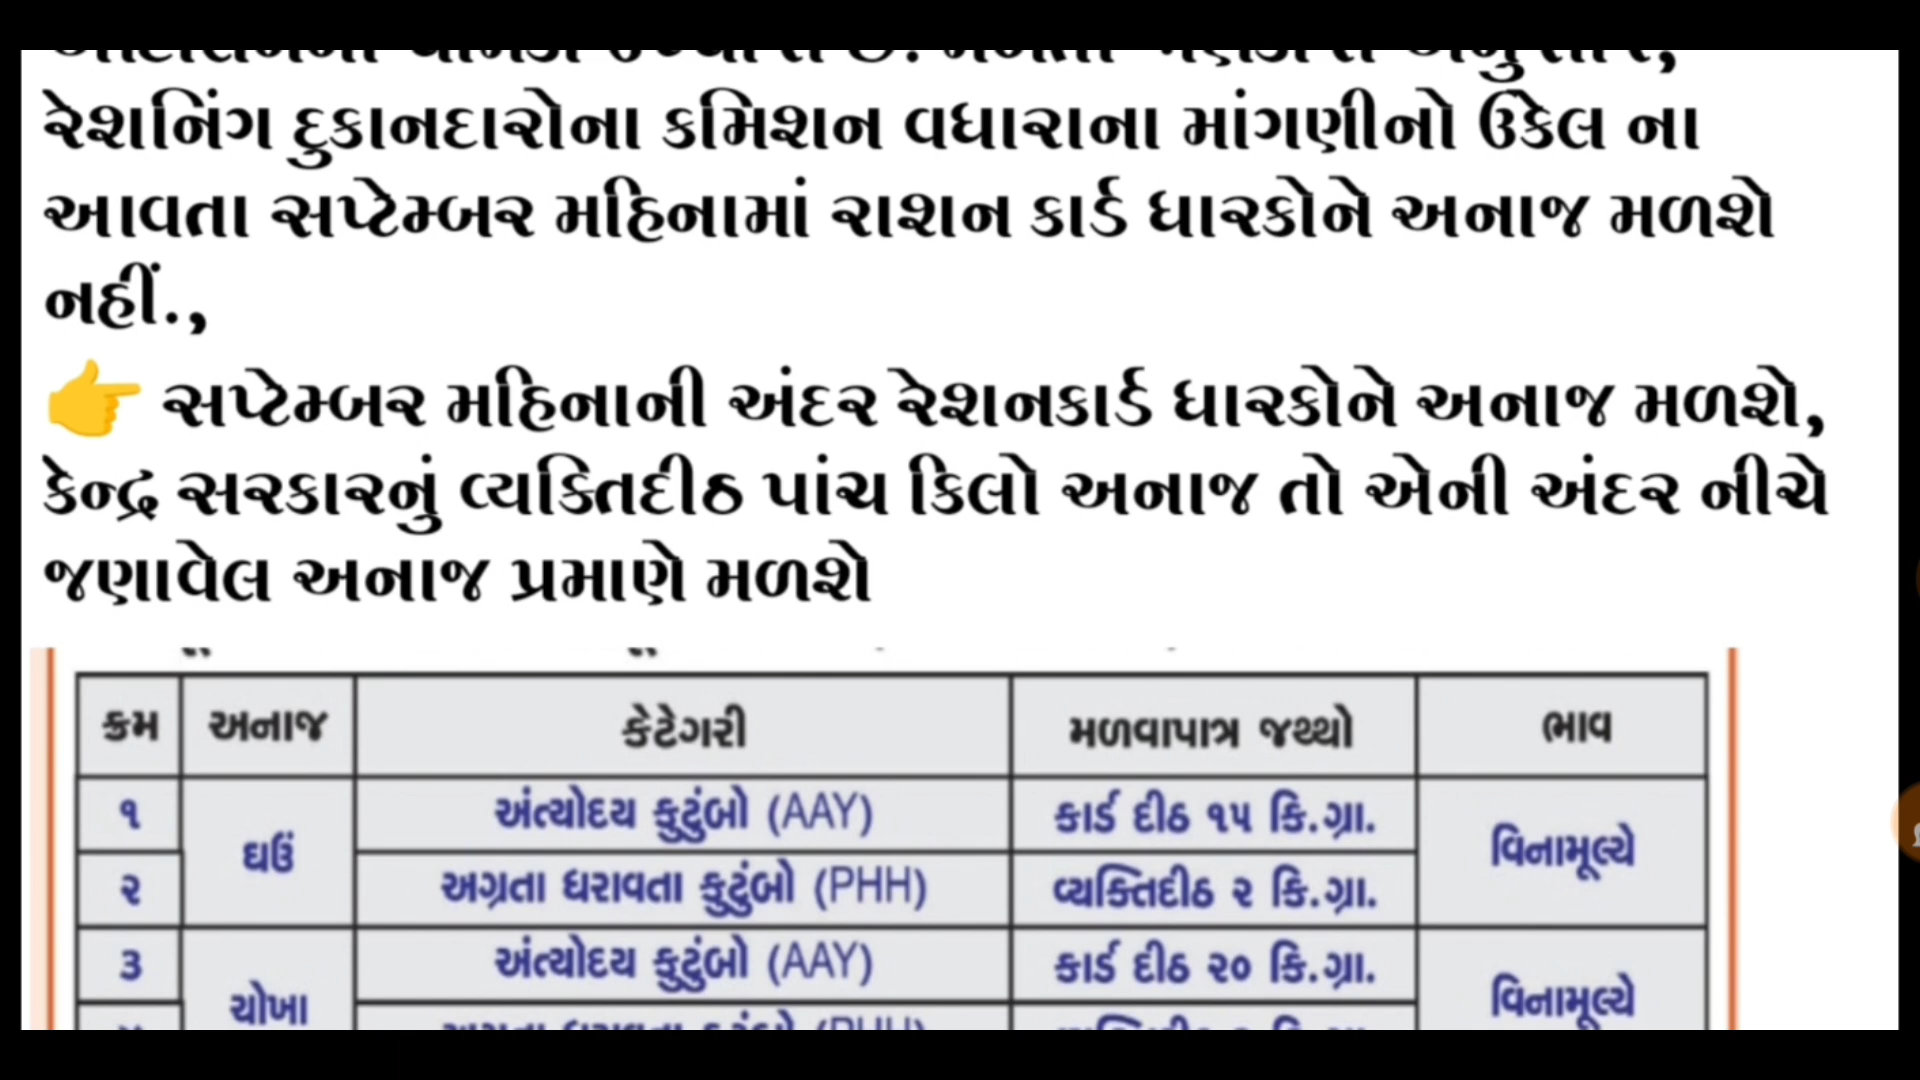 રેશનિંગ દુકાનદારોના કમિશન વધારાના માંગણીનો ઉકેલ ના
આવતા સપ્ટેમ્બર મહિનામાં રાશન કાર્ડ ધારકોને અનાજ મળશે
નહીં.,
👉 સપ્ટેમ્બર મહિનાની અંદર રેશનકાર્ડ ધારકોને અનાજ મળશે,
કેન્દ્ર સરકારનું વ્યક્તિદીઠ પાંચ કિલો અનાજ તો એની અંદર નીચે
જણાવેલ અનાજ પ્રમાણે મળશે
ક્રમ અનાજ કેટેગરી મળવાપાત્ર જથ્થો ભાવ
૧ ઘઉં અંત્યોદય કુટુંબો (AAY) કાર્ડ દીઠ ૧૫ કિ.ગ્રા. વિનામૂલ્યે
૨ અગ્રતા ધરાવતા કુટુંબો (PHH) વ્યક્તિદીઠ ૨ કિ.ગ્રા.
૩ ચોખા અંત્યોદય કુટુંબો (AAY) કાર્ડ દીઠ ૨૦ કિ.ગ્રા. વિનામૂલ્યે